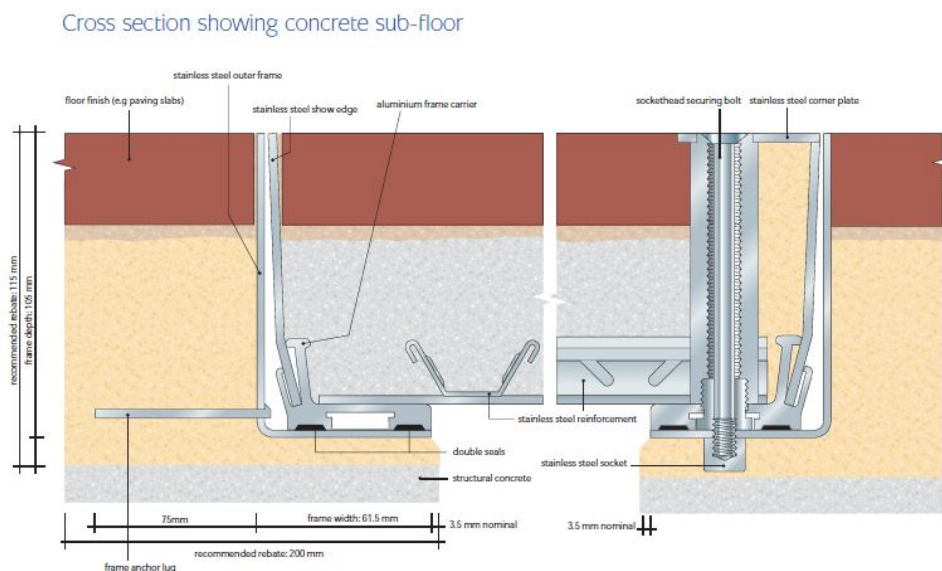 Cross section showing concrete sub-floor
stainless steel outer frame
floor finish (e.g paving slabs)
stainless steel show edge
aluminium frame carrier
sockethead securing bolt
stainless steel corner plate
recommended rebate: 115 mm
frame depth: 105 mm
stainless steel reinforcement
double seals
stainless steel socket
structural concrete
75mm
frame width: 61.5 mm
3.5 mm nominal
3.5 mm nominal
recommended rebate: 200 mm
frame anchor lug